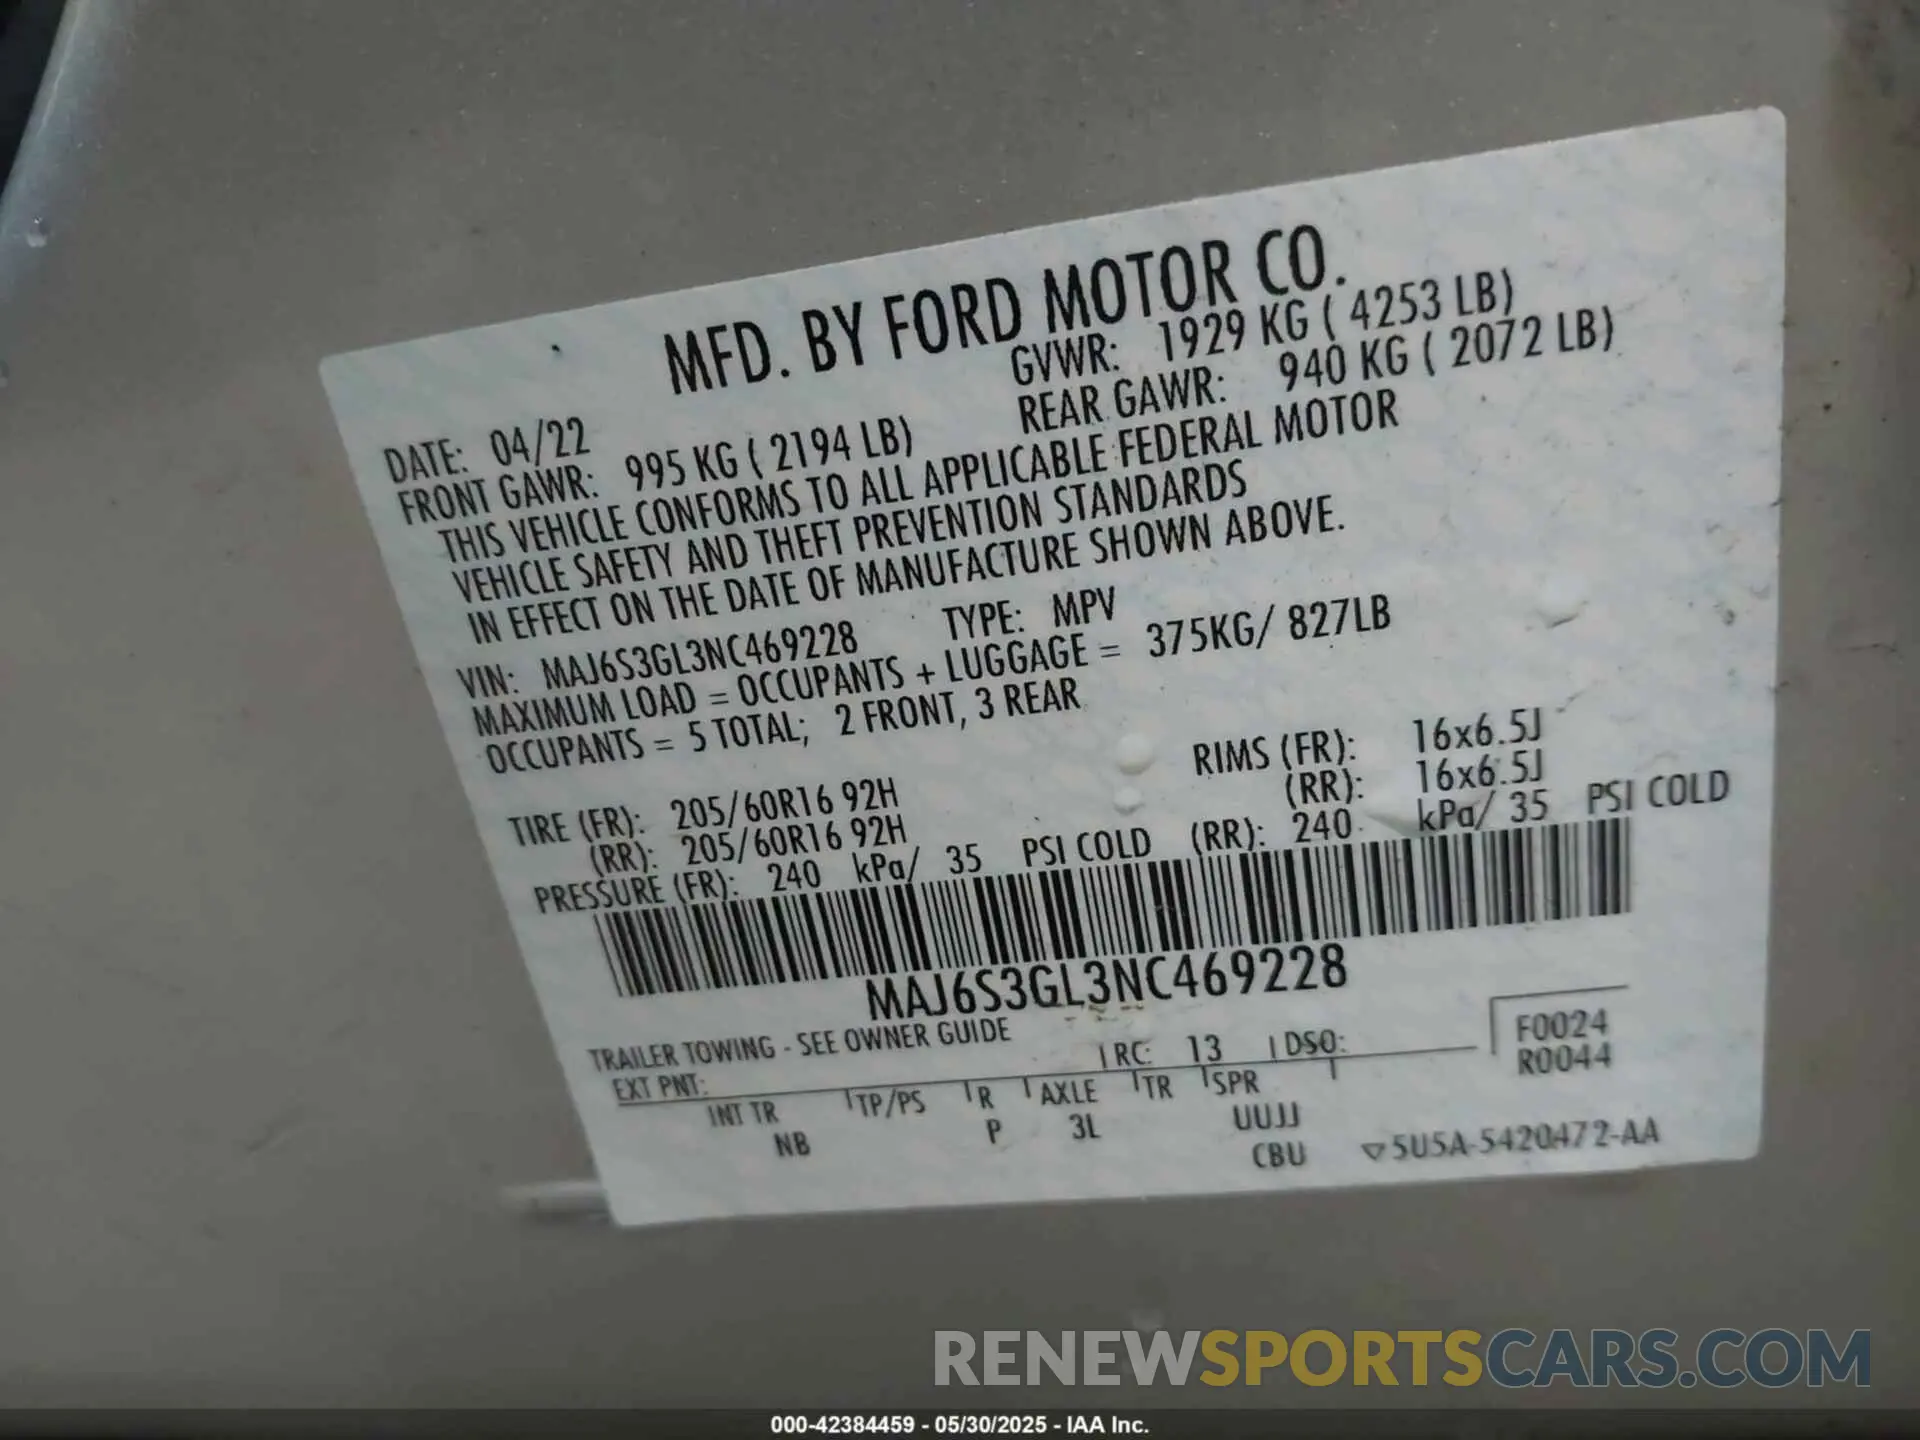 MFD. BY FORD MOTOR CO.
DATE: 04/22 GVWR: 1929 KG ( 4253 LB)
FRONT GAWR: 995 KG ( 2194 LB) REAR GAWR: 940 KG ( 2072 LB)
THIS VEHICLE CONFORMS TO ALL APPLICABLE FEDERAL MOTOR
VEHICLE SAFETY AND THEFT PREVENTION STANDARDS
IN EFFECT ON THE DATE OF MANUFACTURE SHOWN ABOVE.
VIN: MAJ6S3GL3NC469228 TYPE: MPV
MAXIMUM LOAD = OCCUPANTS + LUGGAGE = 375KG/ 827LB
OCCUPANTS = 5 TOTAL; 2 FRONT, 3 REAR
TIRE (FR): 205/60R16 92H RIMS (FR): 16x6.5J
(RR): 205/60R16 92H (RR): 16x6.5J
PRESSURE (FR): 240 kPa/ 35 PSI COLD (RR): 240 kPa/ 35 PSI COLD
MAJ6S3GL3NC469228
TRAILER TOWING - SEE OWNER GUIDE
EXT PNT: RC: 13 DSO: F0024
R0044
INT TR TP/PS R AXLE TR SPR
NB P 3L UUJJ
CBU ▽5U5A-5420472-AA
RENEWSPORTSCARS.COM
000-42384459 - 05/30/2025 - IAA Inc.